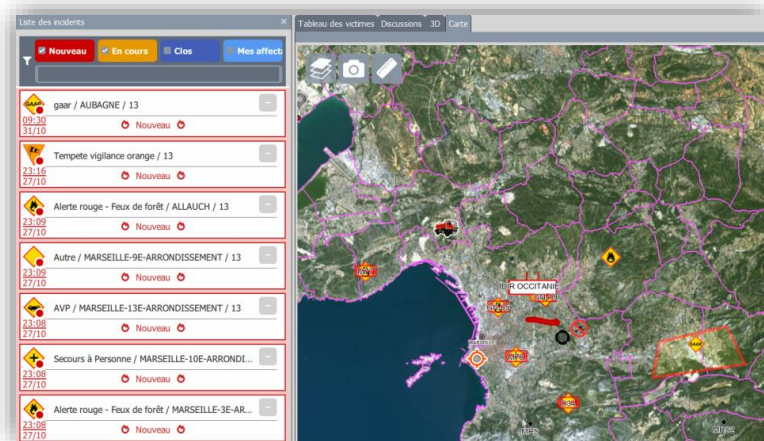 Liste des incidents
Nouveau En cours Clos Mes affecta
GAAR gaar / AUBAGNE / 13
09:30
31/10 Nouveau
Tempete vigilance orange / 13
23:16
27/10 Nouveau
Alerte rouge - Feux de forêt / ALLAUCH / 13
23:09
27/10 Nouveau
Autre / MARSEILLE-9E-ARRONDISSEMENT / 13
23:09
27/10 Nouveau
AVP / MARSEILLE-13E-ARRONDISSEMENT / 13
23:08
27/10 Nouveau
Secours à Personne / MARSEILLE-10E-ARRONDI...
23:08
27/10 Nouveau
Alerte rouge - Feux de forêt / MARSEILLE-3E-AR...
23:08
27/10 Nouveau
Tableau des victimes Discussions 3D Carte
DIR OCCITANIE
GAAR